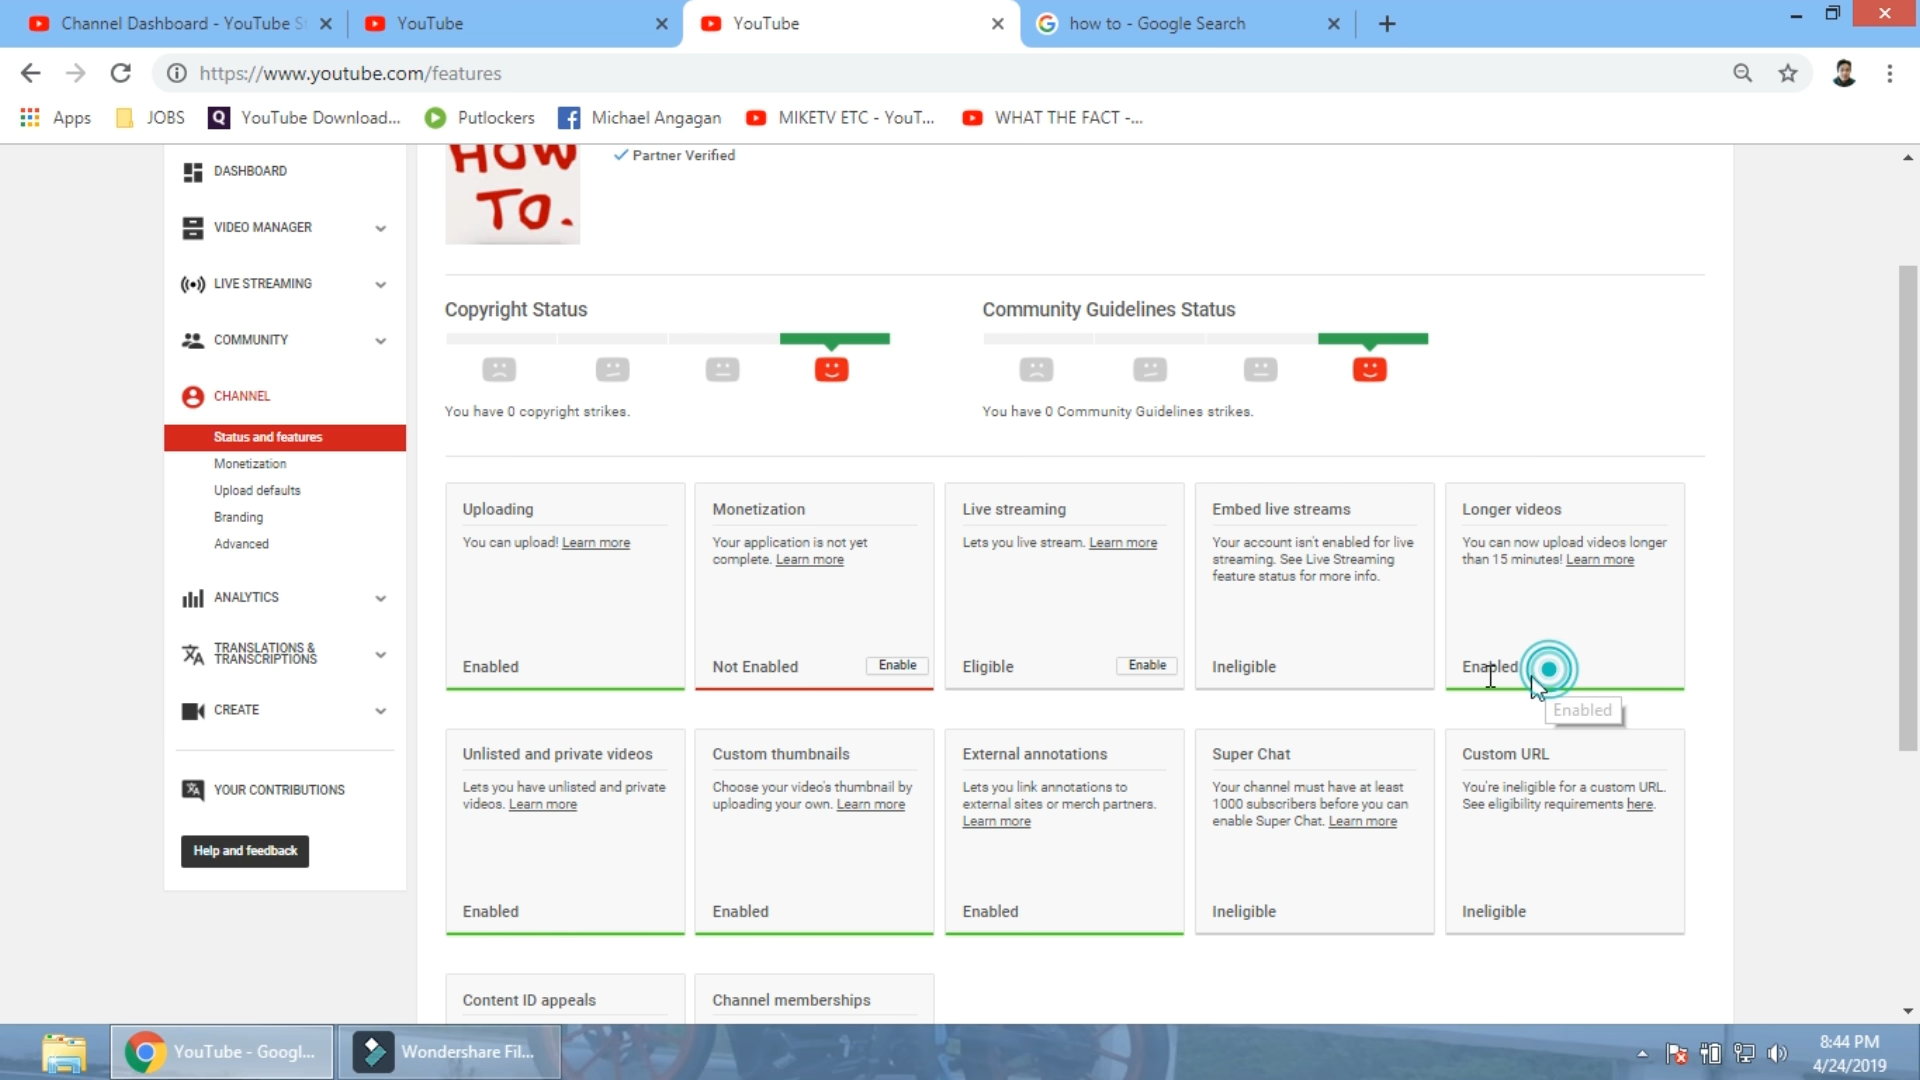 Channel Dashboard - YouTube S
YouTube
YouTube
how to - Google Search
https://www.youtube.com/features
Apps
JOBS
YouTube Download...
Putlockers
Michael Angagan
MIKETV ETC - YouT...
WHAT THE FACT -...
HOW
TO.
Partner Verified
DASHBOARD
VIDEO MANAGER
LIVE STREAMING
COMMUNITY
CHANNEL
Status and features
Monetization
Upload defaults
Branding
Advanced
ANALYTICS
TRANSLATIONS &
TRANSCRIPTIONS
CREATE
YOUR CONTRIBUTIONS
Help and feedback
Copyright Status
You have 0 copyright strikes.
Community Guidelines Status
You have 0 Community Guidelines strikes.
Uploading
You can upload! Learn more
Enabled
Monetization
Your application is not yet
complete. Learn more
Not Enabled
Enable
Live streaming
Lets you live stream. Learn more
Eligible
Enable
Embed live streams
Your account isn't enabled for live
streaming. See Live Streaming
feature status for more info.
Ineligible
Longer videos
You can now upload videos longer
than 15 minutes! Learn more
Enabled
Enabled
Unlisted and private videos
Lets you have unlisted and private
videos. Learn more
Enabled
Custom thumbnails
Choose your video's thumbnail by
uploading your own. Learn more
Enabled
External annotations
Lets you link annotations to
external sites or merch partners.
Learn more
Enabled
Super Chat
Your channel must have at least
1000 subscribers before you can
enable Super Chat. Learn more
Ineligible
Custom URL
You're ineligible for a custom URL.
See eligibility requirements here.
Ineligible
Content ID appeals
Channel memberships
YouTube - Googl...
Wondershare Fil...
8:44 PM
4/24/2019